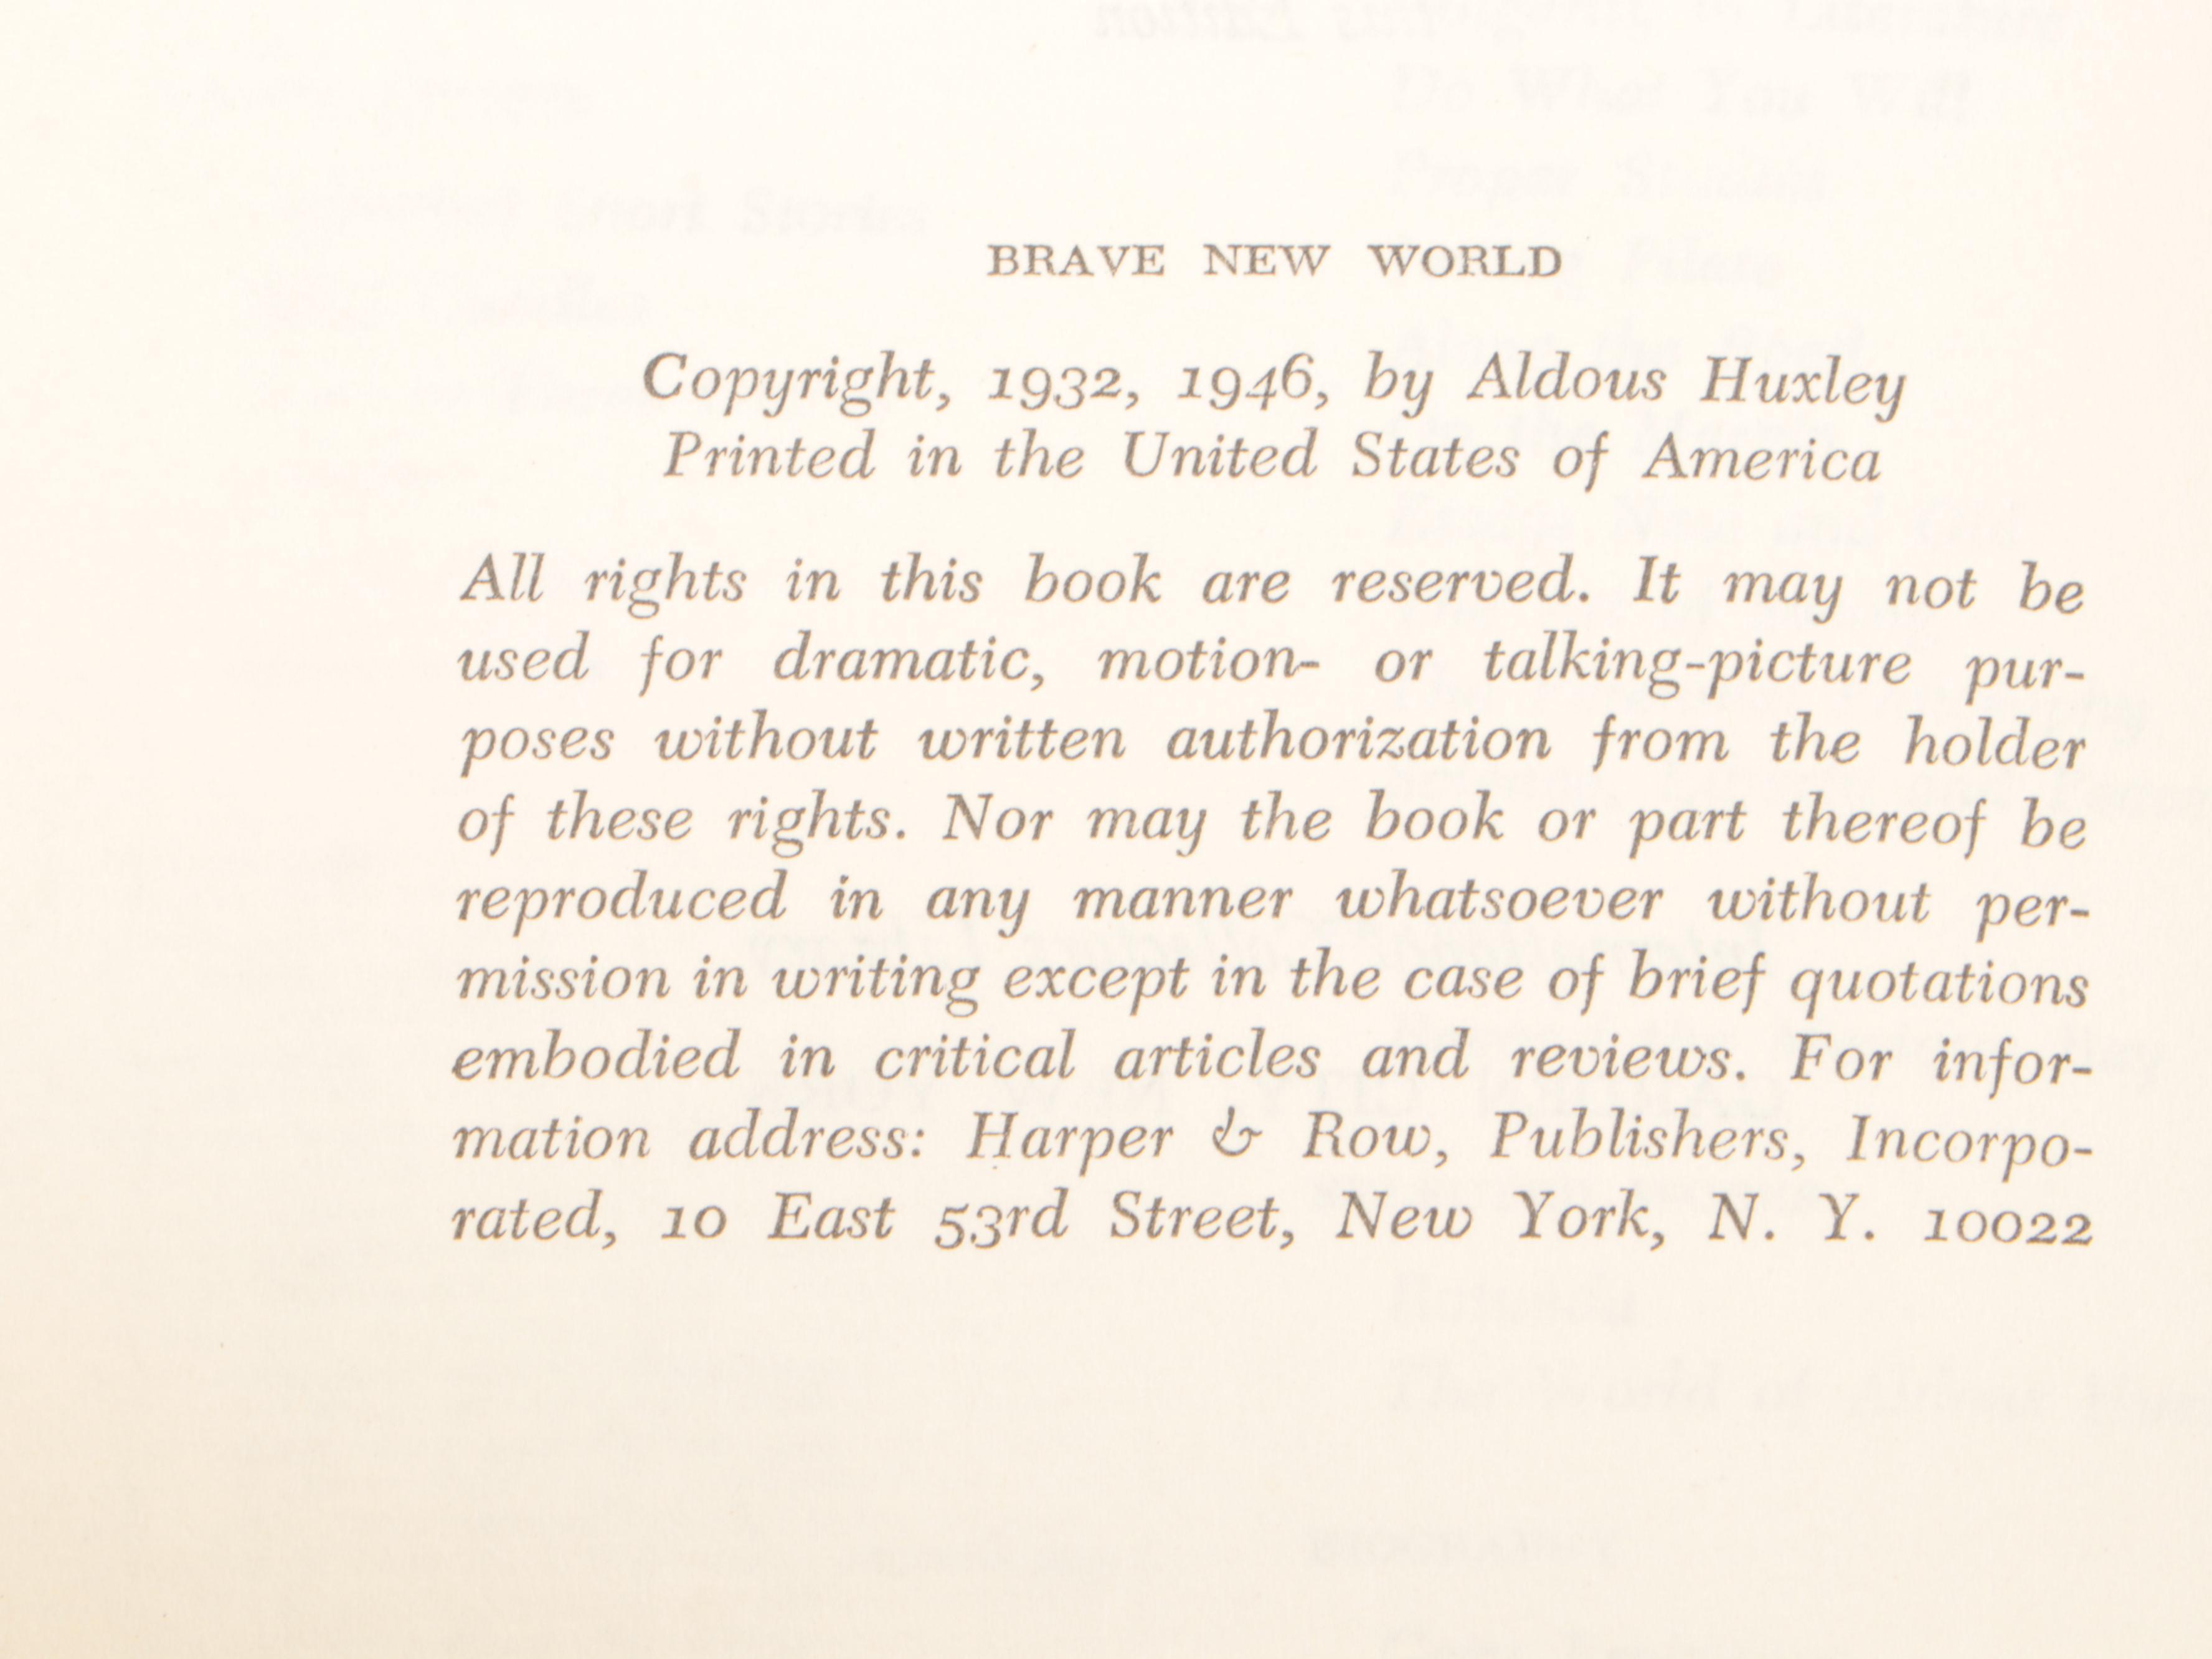 BRAVE NEW WORLD
Copyright, 1932, 1946, by Aldous Huxley
Printed in the United States of America
All rights in this book are reserved. It may not be
used for dramatic, motion- or talking-picture pur-
poses without written authorization from the holder
of these rights. Nor may the book or part thereof be
reproduced in any manner whatsoever without per-
mission in writing except in the case of brief quotations
embodied in critical articles and reviews. For infor-
mation address: Harper & Row, Publishers, Incorpo-
rated, 10 East 53rd Street, New York, N. Y. 10022